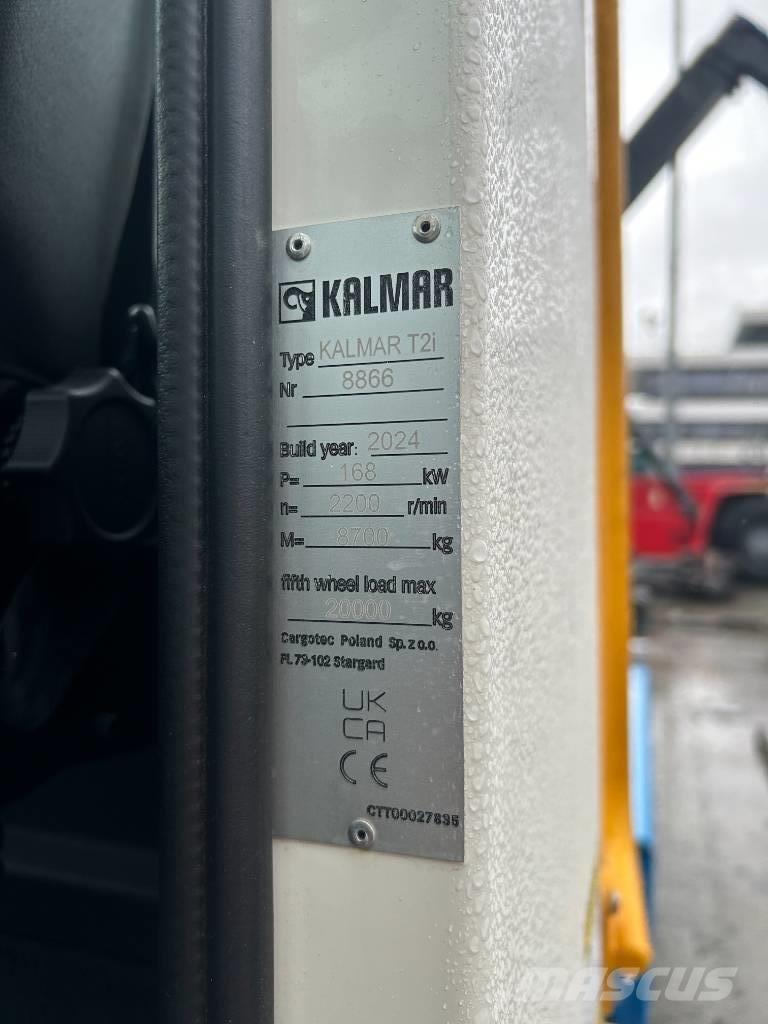 KALMAR
Type KALMAR T2i
Nr 8866
Build year: 2024
P= 168 kW
n= 2200 r/min
M= 8700 kg
fifth wheel load max
20000 kg
Cargotec Poland Sp. z o.o.
PL 73-102 Stargard
UK
CA
CE
CTT00027835
MASCUS